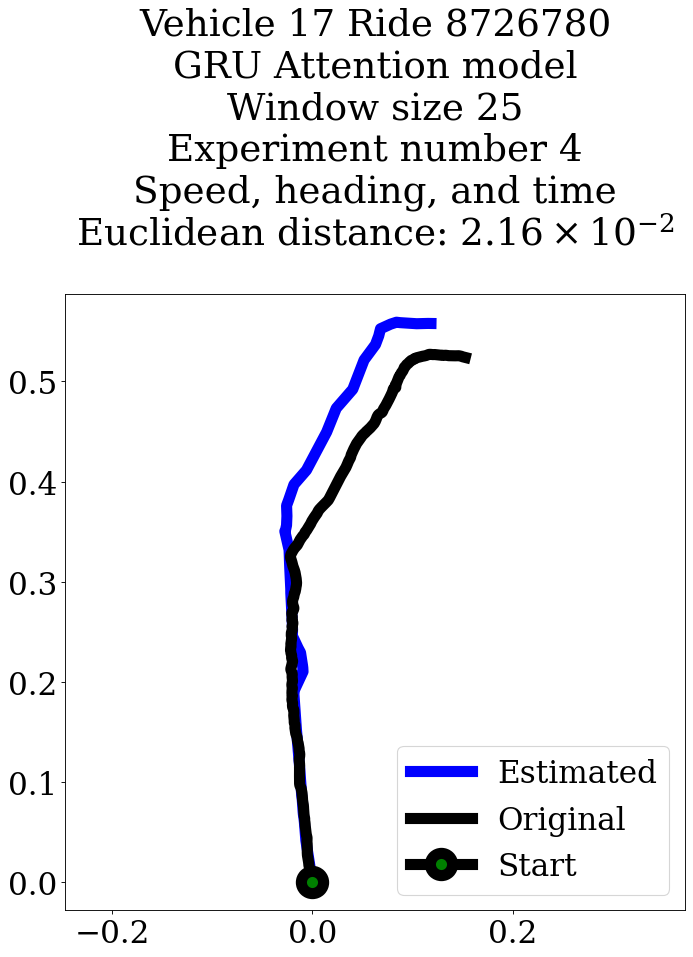 Vehicle 17 Ride 8726780
GRU Attention model
Window size 25
Experiment number 4
Speed, heading, and time
Euclidean distance: 2.16 × 10⁻²
0.5
0.4
0.3
0.2
0.1
0.0
−0.2 0.0 0.2
Estimated
Original
Start